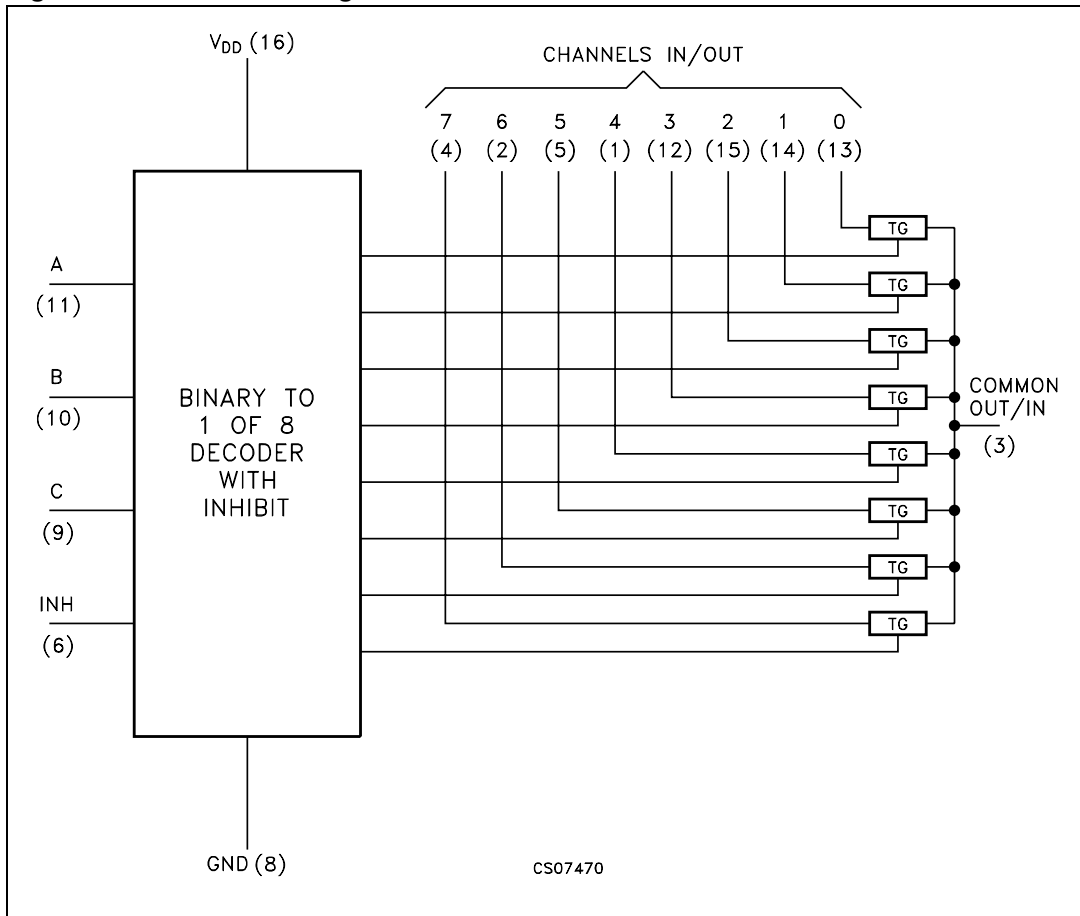 V_DD (16)
CHANNELS IN/OUT
7 6 5 4 3 2 1 0
(4) (2) (5) (1) (12) (15) (14) (13)
TG
A
(11)
TG
TG
B
(10)
BINARY TO
1 OF 8
DECODER
WITH
INHIBIT
TG
COMMON
OUT/IN
(3)
TG
C
(9)
TG
TG
INH
(6)
TG
GND (8)
CS07470